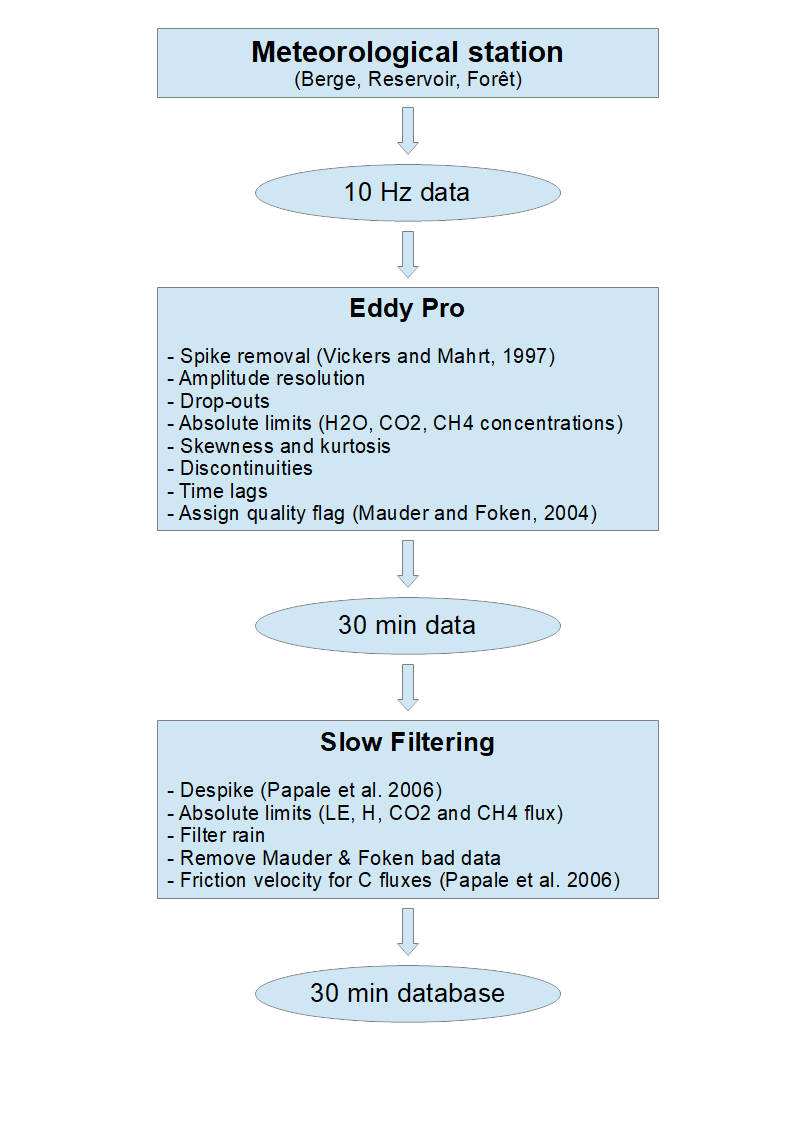 Meteorological station
(Berge, Reservoir, Forêt)
10 Hz data
Eddy Pro
- Spike removal (Vickers and Mahrt, 1997)
- Amplitude resolution
- Drop-outs
- Absolute limits (H2O, CO2, CH4 concentrations)
- Skewness and kurtosis
- Discontinuities
- Time lags
- Assign quality flag (Mauder and Foken, 2004)
30 min data
Slow Filtering
- Despike (Papale et al. 2006)
- Absolute limits (LE, H, CO2 and CH4 flux)
- Filter rain
- Remove Mauder & Foken bad data
- Friction velocity for C fluxes (Papale et al. 2006)
30 min database